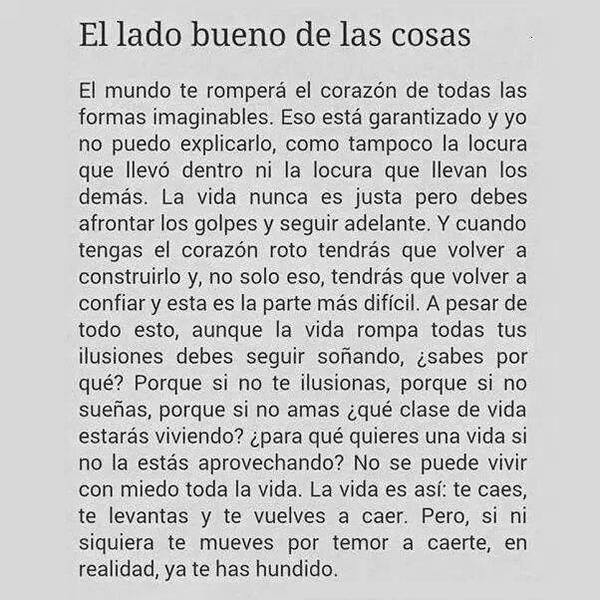 El lado bueno de las cosas
El mundo te romperá el corazón de todas las
formas imaginables. Eso está garantizado y yo
no puedo explicarlo, como tampoco la locura
que llevó dentro ni la locura que llevan los
demás. La vida nunca es justa pero debes
afrontar los golpes y seguir adelante. Y cuando
tengas el corazón roto tendrás que volver a
construirlo y, no solo eso, tendrás que volver a
confiar y esta es la parte más difícil. A pesar de
todo esto, aunque la vida rompa todas tus
ilusiones debes seguir soñando, ¿sabes por
qué? Porque si no te ilusionas, porque si no
sueñas, porque si no amas ¿qué clase de vida
estarás viviendo? ¿para qué quieres una vida si
no la estás aprovechando? No se puede vivir
con miedo toda la vida. La vida es así: te caes,
te levantas y te vuelves a caer. Pero, si ni
siquiera te mueves por temor a caerte, en
realidad, ya te has hundido.